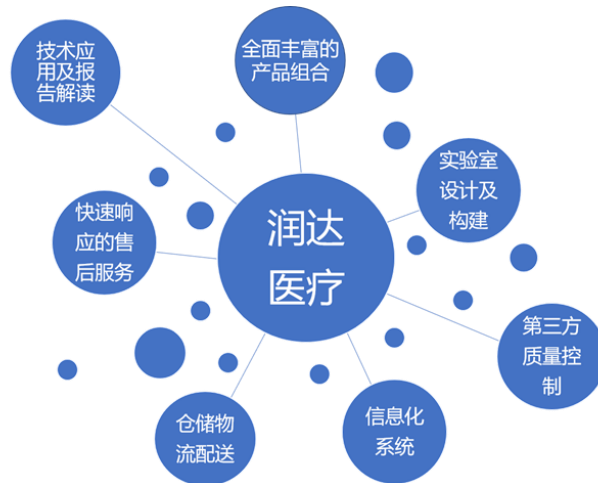 技术应
用及报
告解读
全面丰富的
产品组合
实验室
设计及
构建
快速响
应的售
后服务
润达
医疗
第三方
质量控
制
仓储物
流配送
信息化
系统